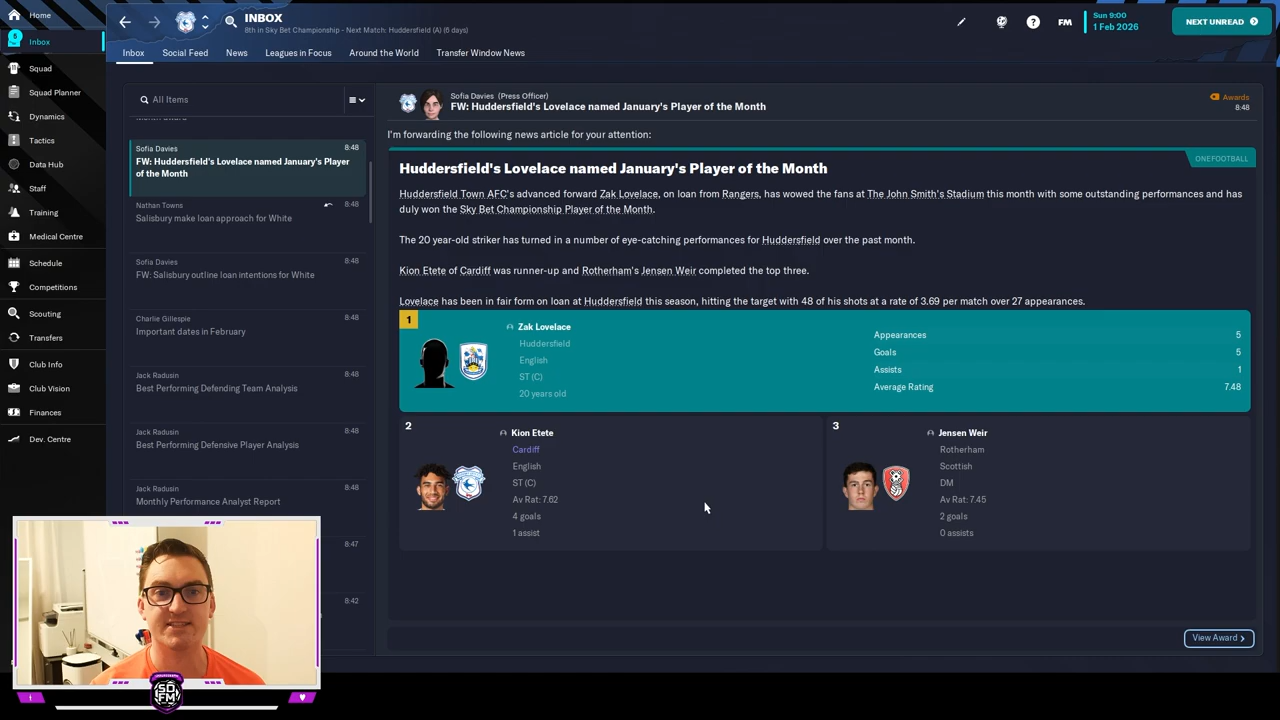 Home
INBOX
8th in Sky Bet Championship - Next Match: Huddersfield (A) (6 days)
FM
Sun 9:00
1 Feb 2026
NEXT UNREAD
5
Inbox
Squad
Squad Planner
Dynamics
Tactics
Data Hub
Staff
Training
Medical Centre
Schedule
Competitions
Scouting
Transfers
Club Info
Club Vision
Finances
Dev. Centre
Inbox
Social Feed
News
Leagues in Focus
Around the World
Transfer Window News
All Items
Sofia Davies
8:48
FW: Huddersfield's Lovelace named January's Player
of the Month
Nathan Towns
8:48
Salisbury make loan approach for White
Sofia Davies
8:48
FW: Salisbury outline loan intentions for White
Charlie Gillespie
8:48
Important dates in February
Jack Radusin
8:48
Best Performing Defending Team Analysis
Jack Radusin
8:48
Best Performing Defensive Player Analysis
Jack Radusin
8:48
Monthly Performance Analyst Report
8:47
8:42
Sofia Davies (Press Officer)
FW: Huddersfield's Lovelace named January's Player of the Month
Awards
8:48
I'm forwarding the following news article for your attention:
ONEFOOTBALL
Huddersfield's Lovelace named January's Player of the Month
Huddersfield Town AFC's advanced forward Zak Lovelace, on loan from Rangers, has wowed the fans at The John Smith's Stadium this month with some outstanding performances and has
duly won the Sky Bet Championship Player of the Month.
The 20 year-old striker has turned in a number of eye-catching performances for Huddersfield over the past month.
Kion Etete of Cardiff was runner-up and Rotherham's Jensen Weir completed the top three.
Lovelace has been in fair form on loan at Huddersfield this season, hitting the target with 48 of his shots at a rate of 3.69 per match over 27 appearances.
1
Zak Lovelace
Huddersfield
English
ST (C)
20 years old
Appearances 5
Goals 5
Assists 1
Average Rating 7.48
2
Kion Etete
Cardiff
English
ST (C)
Av Rat: 7.62
4 goals
1 assist
3
Jensen Weir
Rotherham
Scottish
DM
Av Rat: 7.45
2 goals
0 assists
View Award
SD
FM